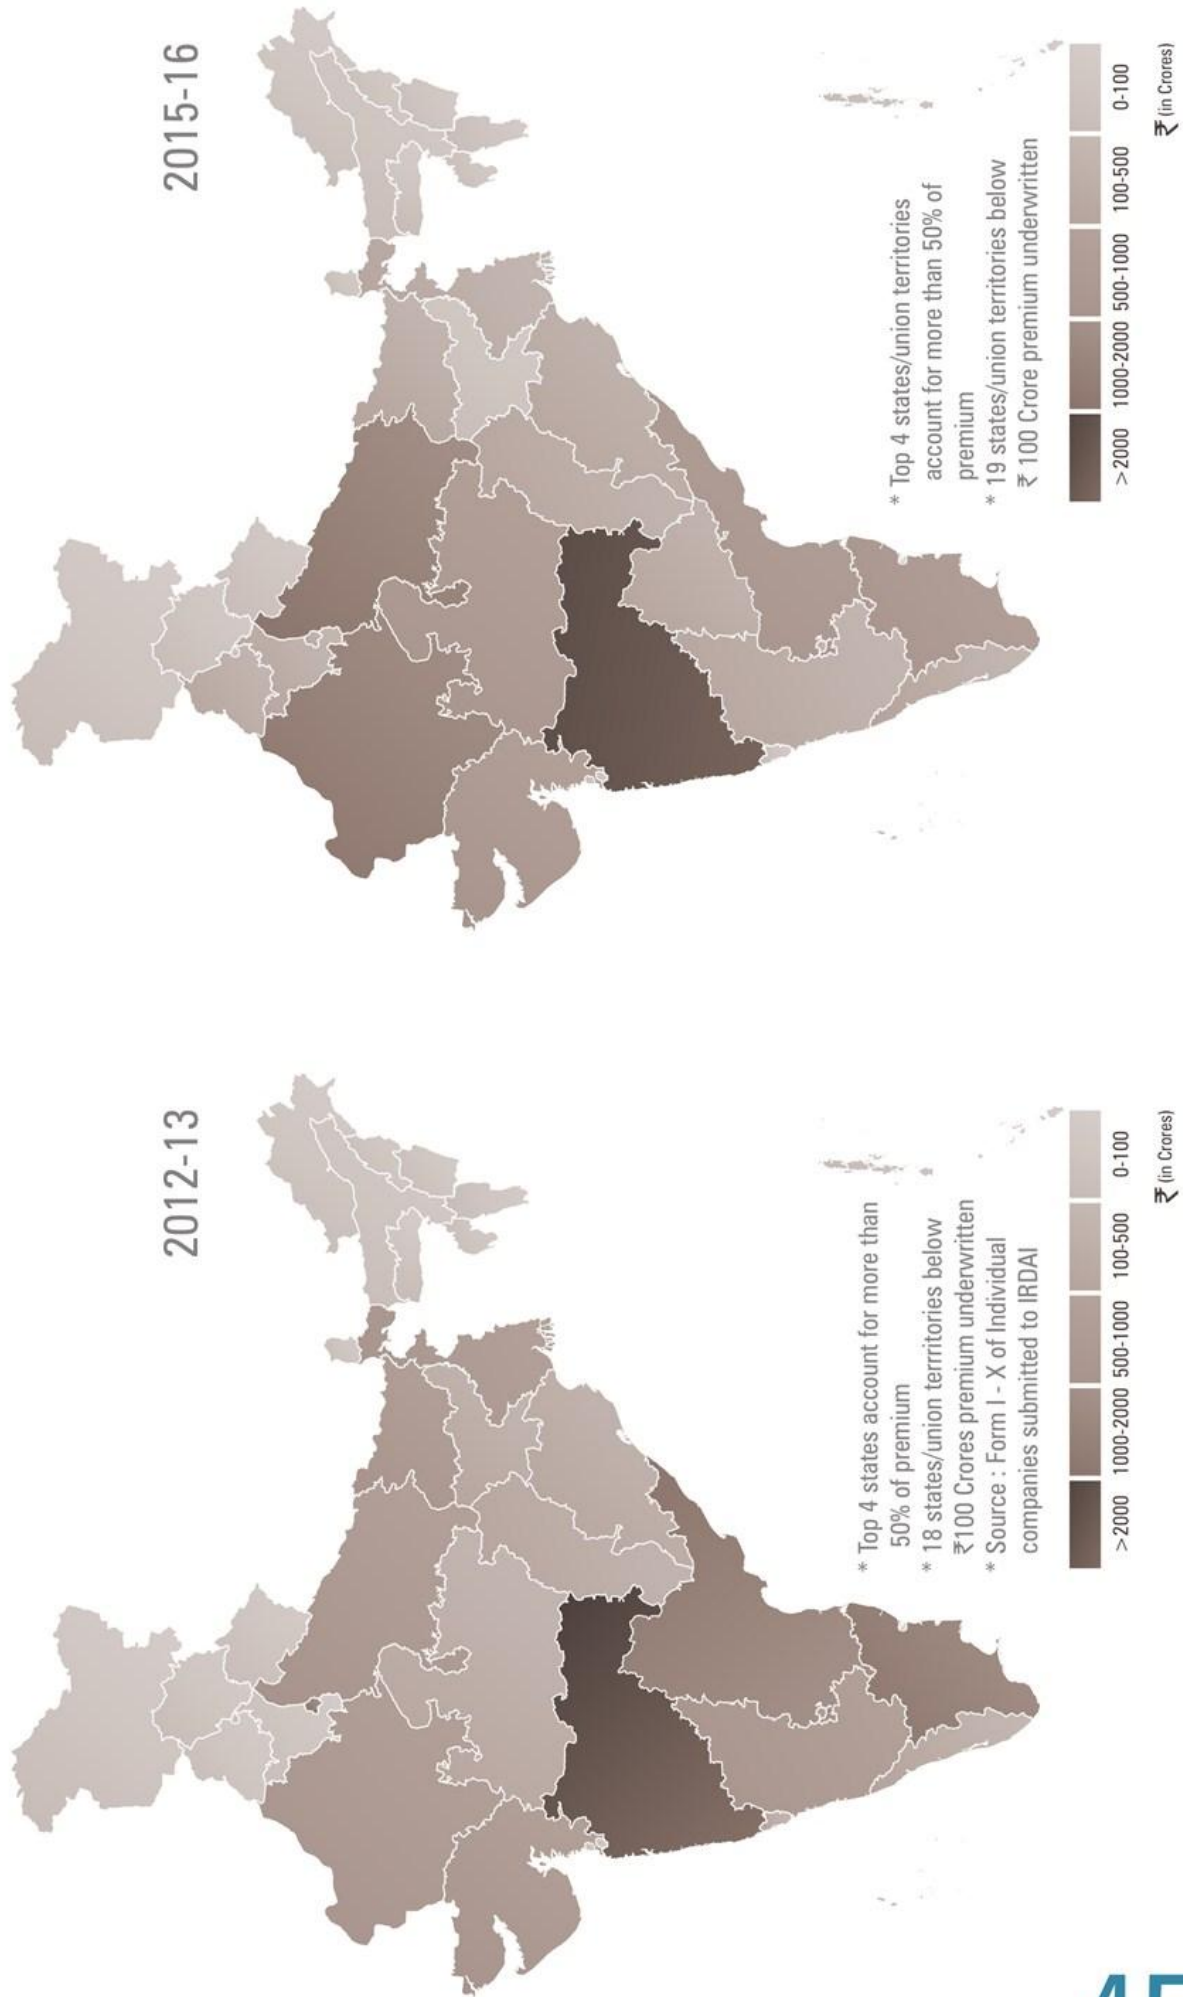 2012-13
* Top 4 states account for more than
50% of premium
* 18 states/union terrritories below
₹100 Crores premium underwritten
* Source : Form I - X of Individual
companies submitted to IRDAI
>2000 1000-2000 500-1000 100-500 0-100
₹ (in Crores)
2015-16
* Top 4 states/union territories
account for more than 50% of
premium
* 19 states/union territories below
₹ 100 Crore premium underwritten
>2000 1000-2000 500-1000 100-500 0-100
₹ (in Crores)